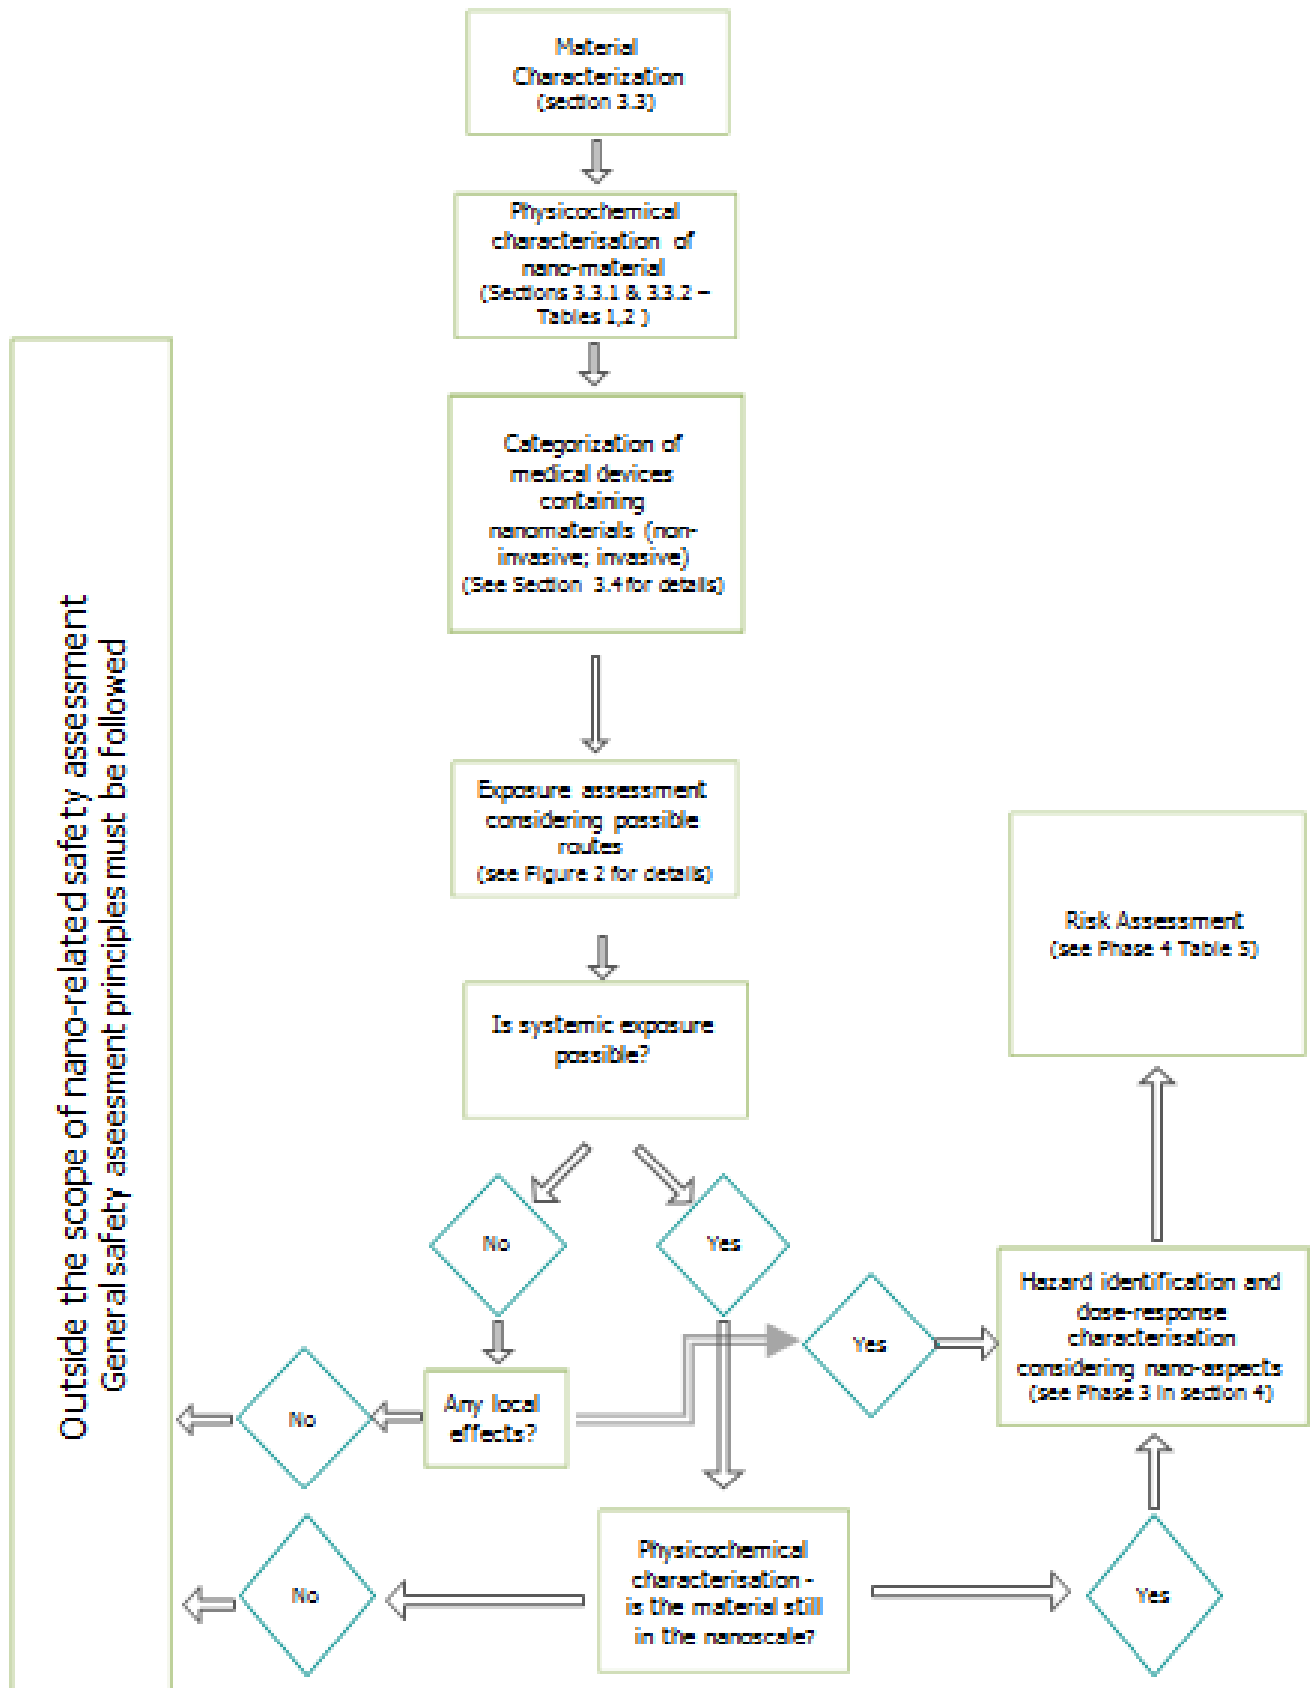 Material
Characterization
(section 3.3)
Physicochemical
characterisation of
nano-material
(Sections 3.3.1 & 3.3.2 –
Tables 1,2 )
Categorization of
medical devices
containing
nanomaterials (non-
invasive; invasive)
(See Section 3.4 for details)
Exposure assessment
considering possible
routes
(see Figure 2 for details)
Is systemic exposure
possible?
No
Yes
Any local
effects?
No
Yes
Physicochemical
characterisation -
is the material still
in the nanoscale?
No
Yes
Hazard identification and
dose-response
characterisation
considering nano-aspects
(see Phase 3 in section 4)
Risk Assessment
(see Phase 4 Table 5)
Outside the scope of nano-related safety assessment
General safety aseesment principles must be followed